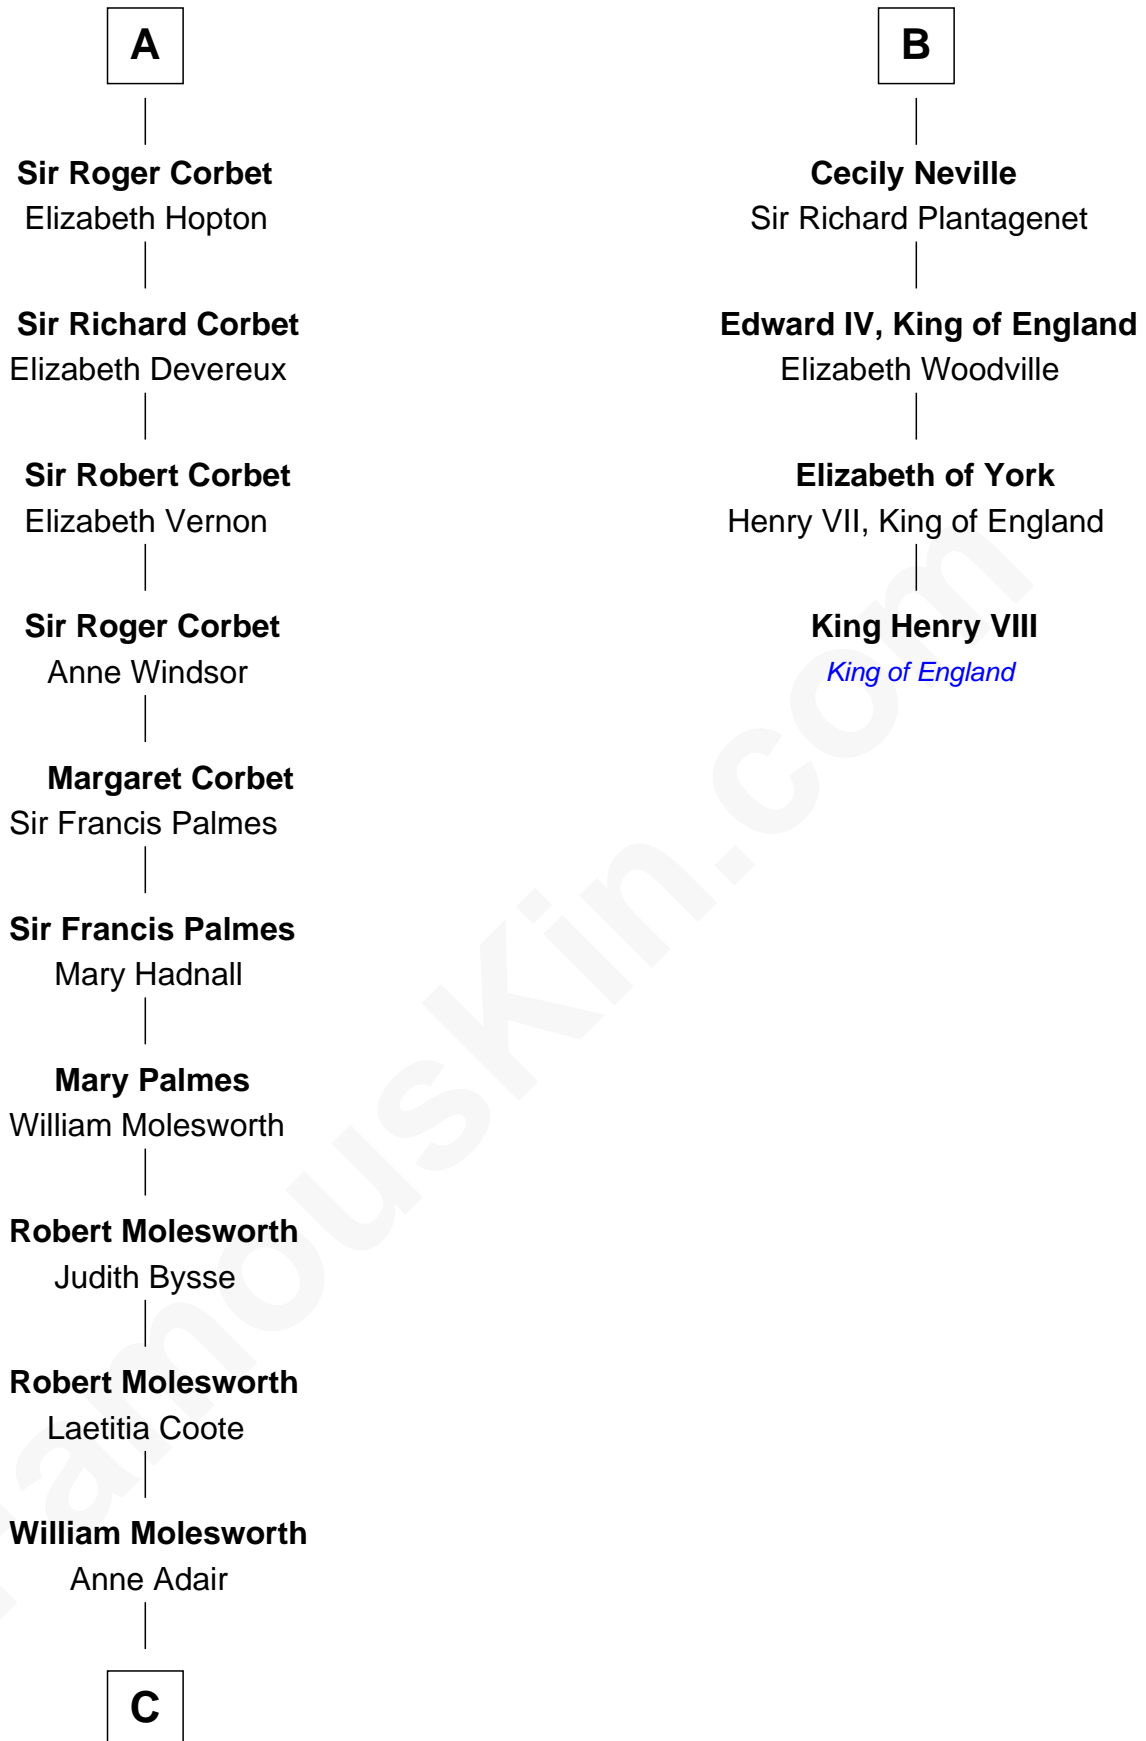 A
Sir Roger Corbet
Elizabeth Hopton
Sir Richard Corbet
Elizabeth Devereux
Sir Robert Corbet
Elizabeth Vernon
Sir Roger Corbet
Anne Windsor
Margaret Corbet
Sir Francis Palmes
Sir Francis Palmes
Mary Hadnall
Mary Palmes
William Molesworth
Robert Molesworth
Judith Bysse
Robert Molesworth
Laetitia Coote
William Molesworth
Anne Adair
C
B
Cecily Neville
Sir Richard Plantagenet
Edward IV, King of England
Elizabeth Woodville
Elizabeth of York
Henry VII, King of England
King Henry VIII
King of England
FamousKin.com